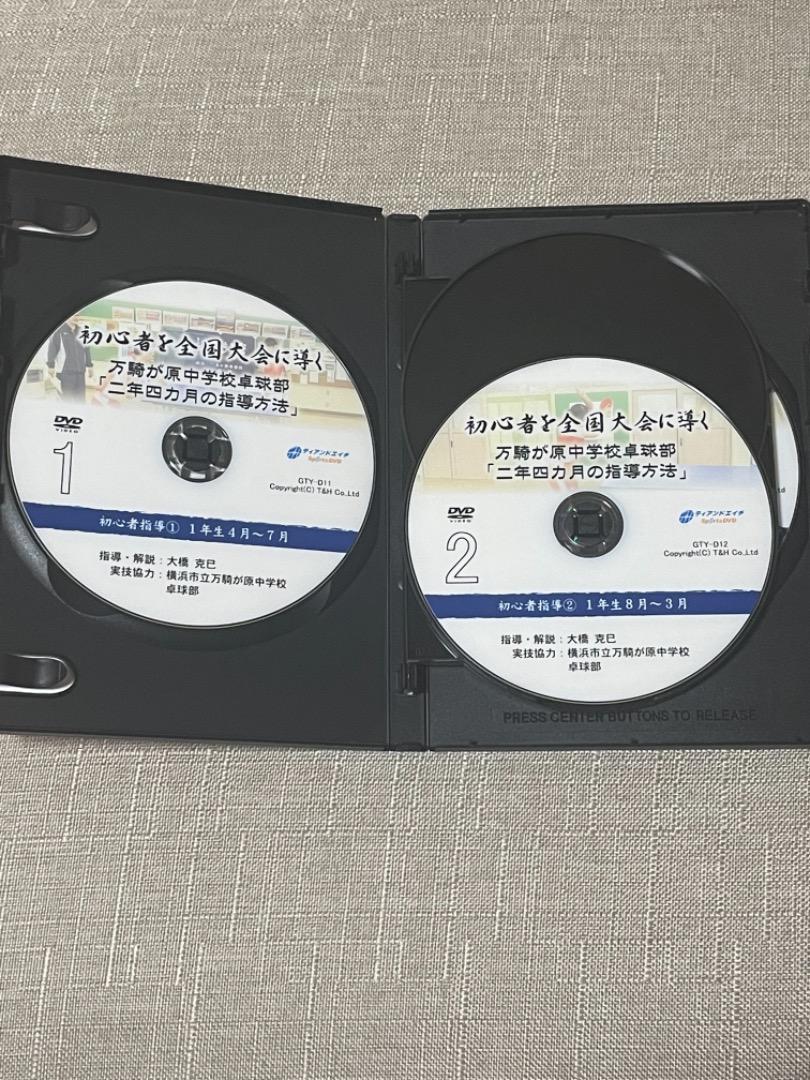 初心者を全国大会に導く
万騎が原中学校卓球部
「二年四カ月の指導方法」
DVD
VIDEO
1
ティアンドエイチ
Sports DVD
GTY-D11
Copyright(C) T&H Co.,Ltd
初心者指導① 1年生4月〜7月
指導・解説：大橋 克巳
実技協力：横浜市立万騎が原中学校
卓球部
初心者を全国大会に導く
万騎が原中学校卓球部
「二年四カ月の指導方法」
DVD
VIDEO
2
ティアンドエイチ
Sports DVD
GTY-D12
Copyright(C) T&H Co.,Ltd
初心者指導② 1年生8月〜3月
指導・解説：大橋 克巳
実技協力：横浜市立万騎が原中学校
卓球部
PRESS CENTER BUTTONS TO RELEASE